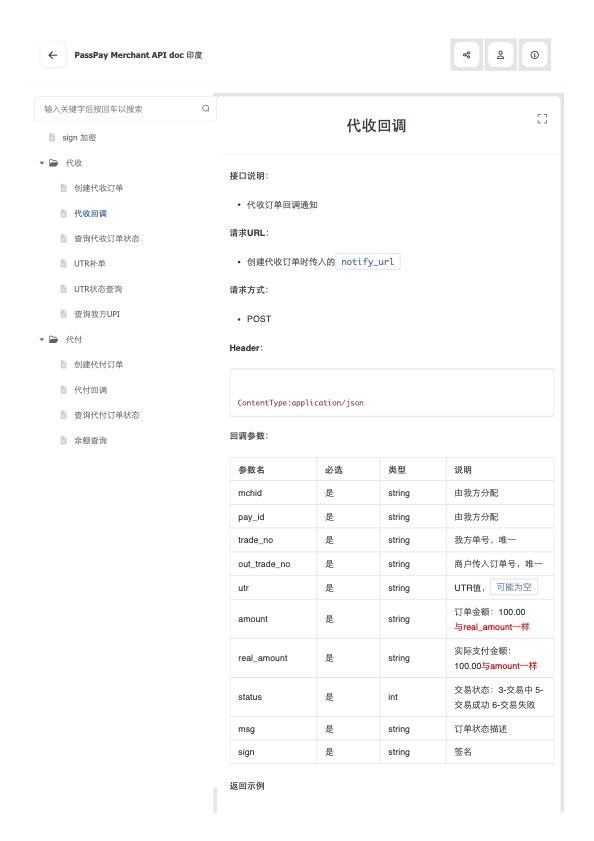 PassPay Merchant API doc 印度
输入关键字后按回车以搜索
sign 加密
代收
创建代收订单
代收回调
查询代收订单状态
UTR补单
UTR状态查询
查询我方UPI
代付
创建代付订单
代付回调
查询代付订单状态
余额查询
代收回调
接口说明：
• 代收订单回调通知
请求URL：
• 创建代收订单时传入的 notify_url
请求方式：
• POST
Header：
ContentType:application/json
回调参数：
参数名 必选 类型 说明
mchid 是 string 由我方分配
pay_id 是 string 由我方分配
trade_no 是 string 我方单号，唯一
out_trade_no 是 string 商户传入订单号，唯一
utr 是 string UTR值， 可能为空
amount 是 string 订单金额：100.00
与real_amount一样
real_amount 是 string 实际支付金额：
100.00与amount一样
status 是 int 交易状态：3-交易中 5-
交易成功 6-交易失败
msg 是 string 订单状态描述
sign 是 string 签名
返回示例